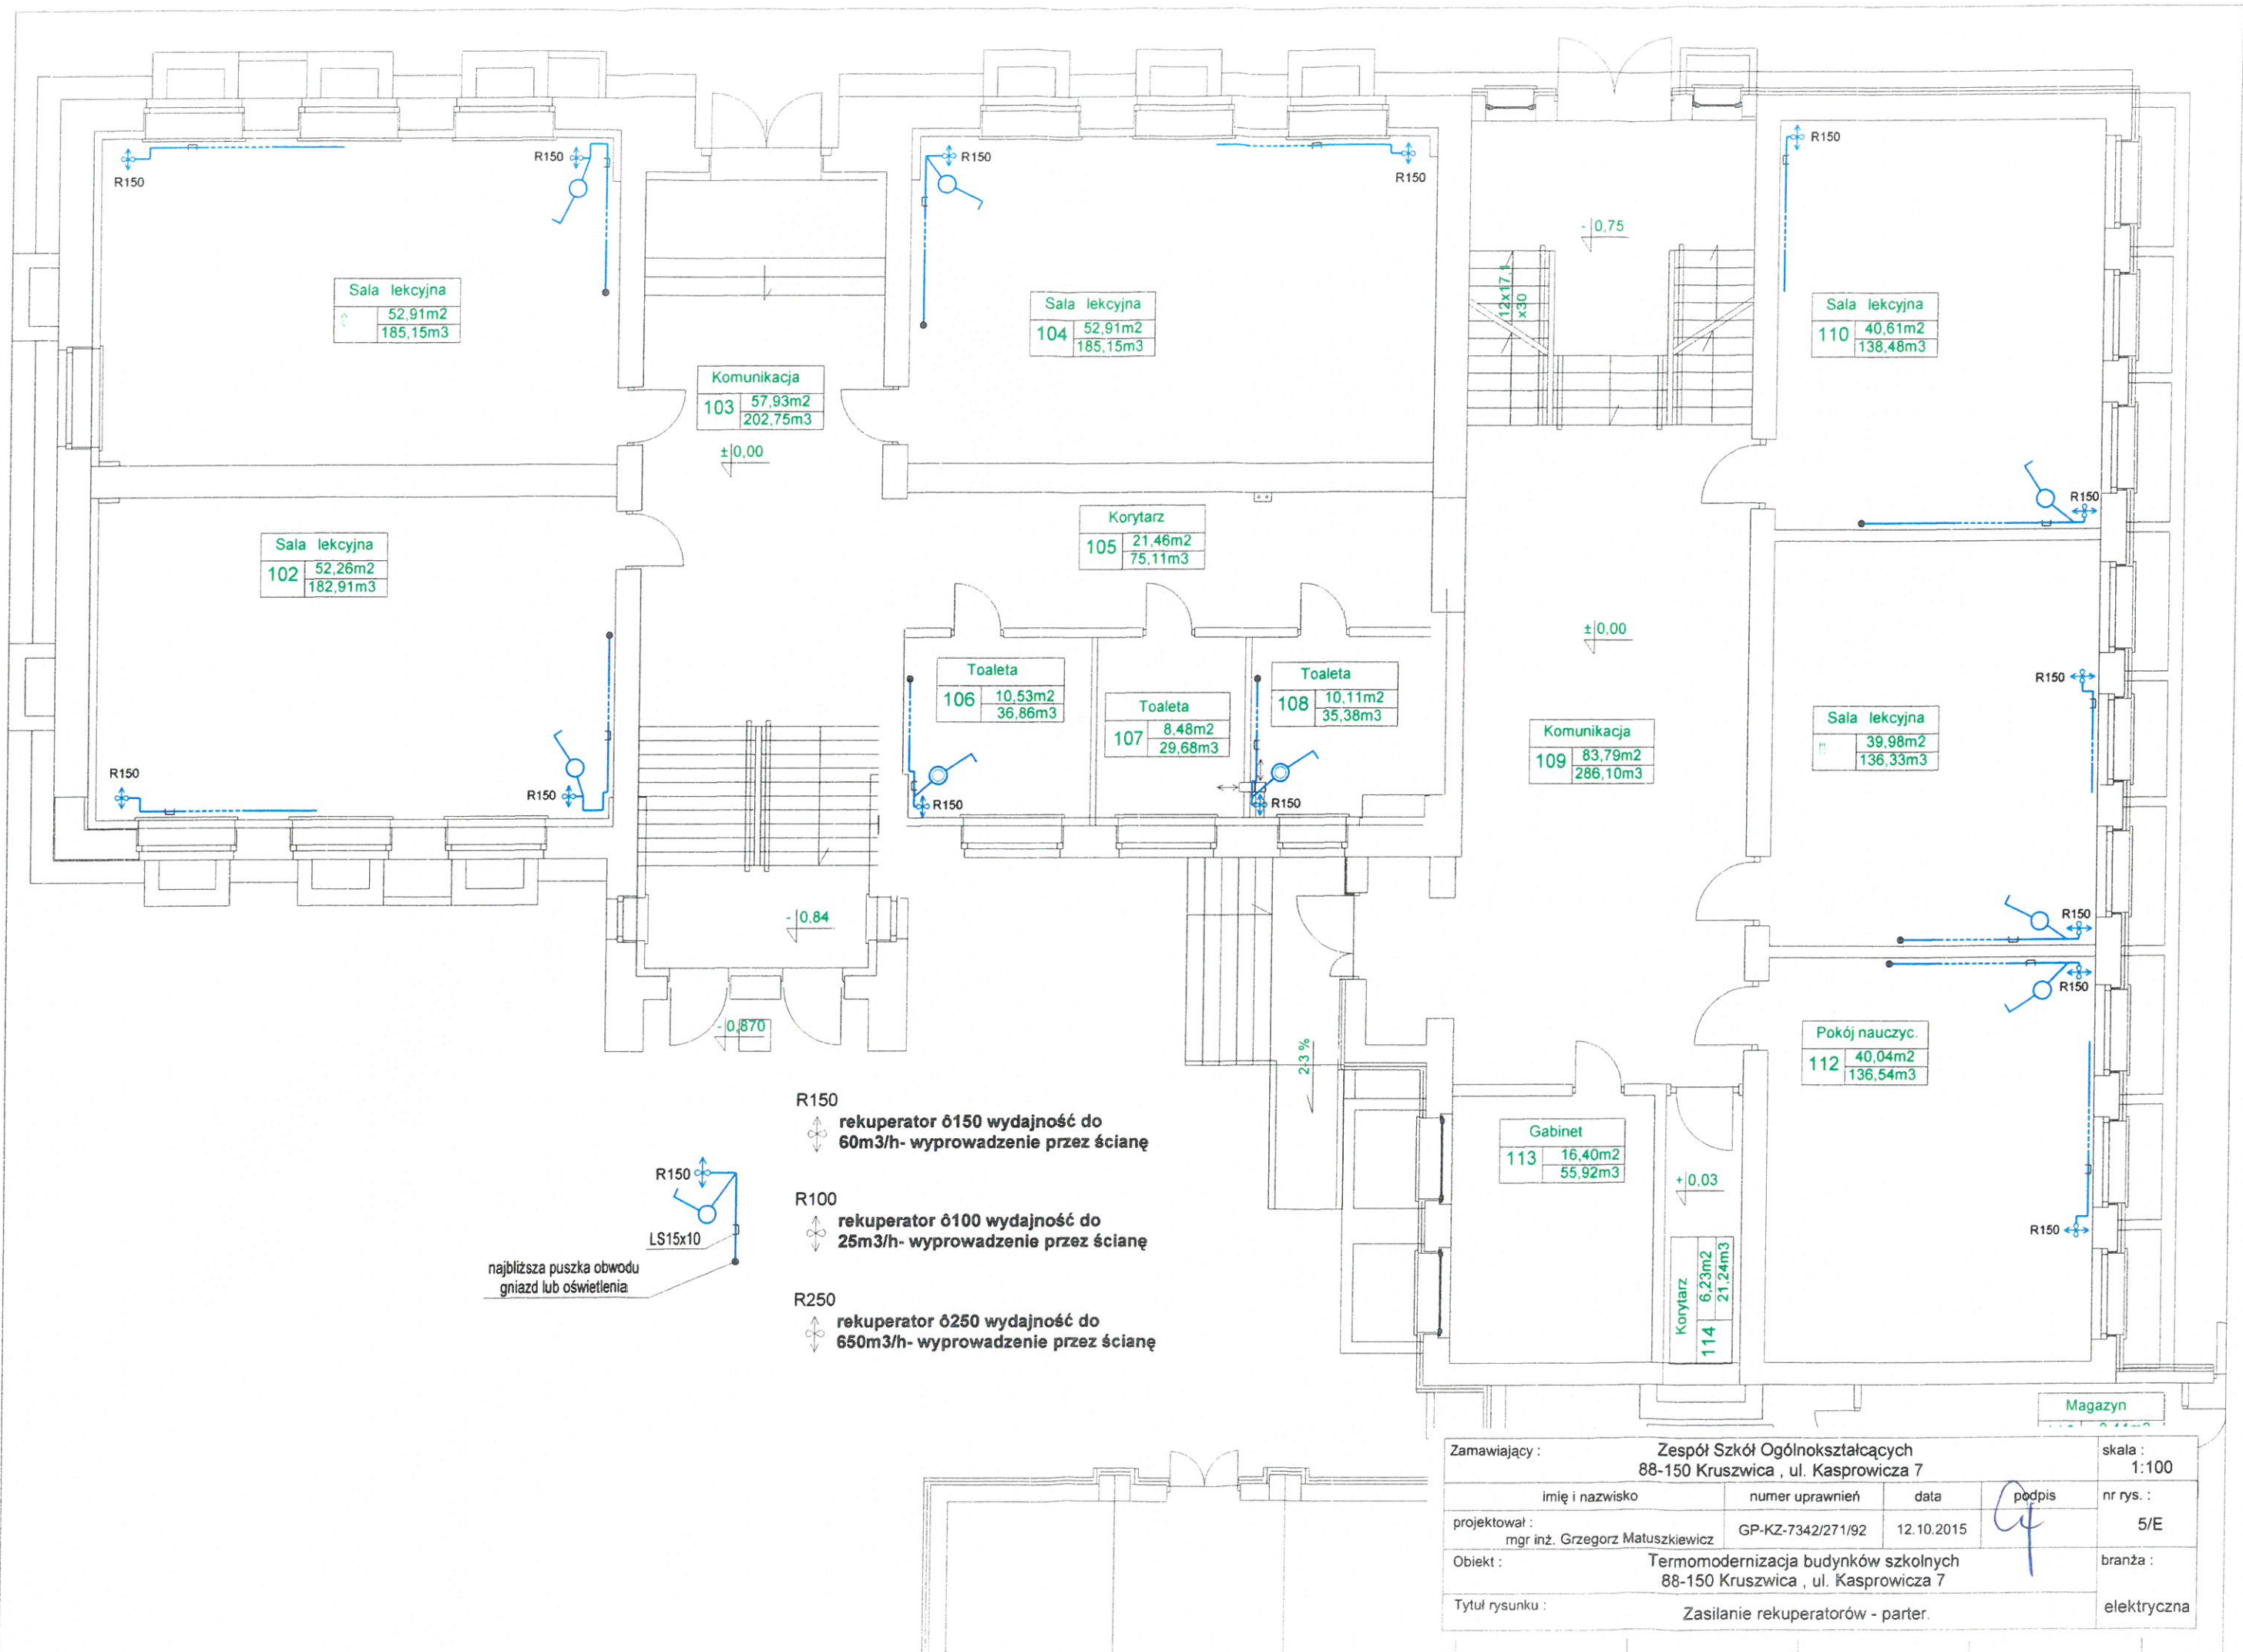 R150
R150
R150
R150
R150
Sala lekcyjna
52,91m2
185,15m3
Sala lekcyjna
104 52,91m2
185,15m3
- 0,75
12x17,1
x30
Sala lekcyjna
110 40,61m2
138,48m3
Komunikacja
103 57,93m2
202,75m3
± 0,00
R150
Korytarz
105 21,46m2
75,11m3
Sala lekcyjna
102 52,26m2
182,91m3
± 0,00
Toaleta
106 10,53m2
36,86m3
Toaleta
107 8,48m2
29,68m3
Toaleta
108 10,11m2
35,38m3
R150
Komunikacja
109 83,79m2
286,10m3
Sala lekcyjna
39,98m2
136,33m3
R150
R150
R150
R150
R150
- 0,84
R150
- 0,870
2-3 %
Pokój nauczyc.
112 40,04m2
136,54m3
R150
Gabinet
113 16,40m2
55,92m3
+ 0,03
Korytarz
114 6,23m2
21,24m3
R150
rekuperator ô150 wydajność do
60m3/h- wyprowadzenie przez ścianę
R150
LS15x10
najbliższa puszka obwodu
gniazd lub oświetlenia
R100
rekuperator ô100 wydajność do
25m3/h- wyprowadzenie przez ścianę
R250
rekuperator ô250 wydajność do
650m3/h- wyprowadzenie przez ścianę
Magazyn
Zamawiający : Zespół Szkół Ogólnokształcących
88-150 Kruszwica , ul. Kasprowicza 7
skala :
1:100
imię i nazwisko numer uprawnień data podpis nr rys. :
projektował :
mgr inż. Grzegorz Matuszkiewicz GP-KZ-7342/271/92 12.10.2015 5/E
Obiekt : Termomodernizacja budynków szkolnych
88-150 Kruszwica , ul. Kasprowicza 7
branża :
elektryczna
Tytuł rysunku : Zasilanie rekuperatorów - parter.